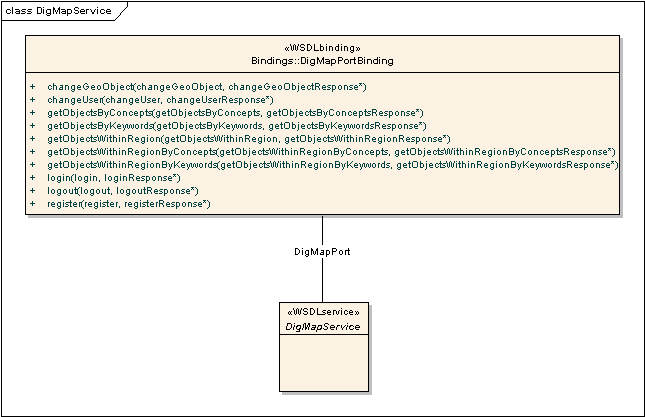 class DigMapService
«WSDLbinding»
Bindings::DigMapPortBinding
+ changeGeoObject(changeGeoObject, changeGeoObjectResponse*)
+ changeUser(changeUser, changeUserResponse*)
+ getObjectsByConcepts(getObjectsByConcepts, getObjectsByConceptsResponse*)
+ getObjectsByKeywords(getObjectsByKeywords, getObjectsByKeywordsResponse*)
+ getObjectsWithinRegion(getObjectsWithinRegion, getObjectsWithinRegionResponse*)
+ getObjectsWithinRegionByConcepts(getObjectsWithinRegionByConcepts, getObjectsWithinRegionByConceptsResponse*)
+ getObjectsWithinRegionByKeywords(getObjectsWithinRegionByKeywords, getObjectsWithinRegionByKeywordsResponse*)
+ login(login, loginResponse*)
+ logout(logout, logoutResponse*)
+ register(register, registerResponse*)
DigMapPort
«WSDLservice»
DigMapService